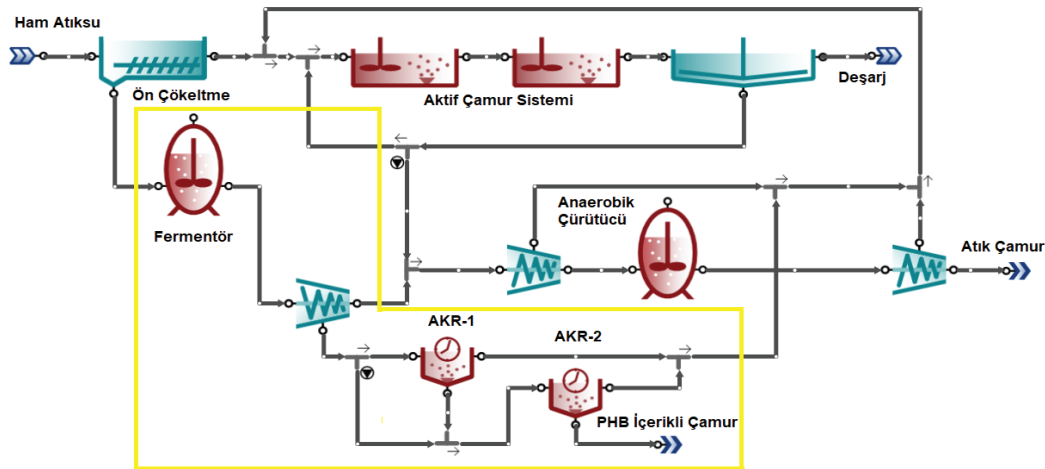 Ham Atıksu
Ön Çökeltme
Aktif Çamur Sistemi
Deşarj
Fermentör
Anaerobik
Çürütücü
Atık Çamur
AKR-1
AKR-2
PHB İçerikli Çamur